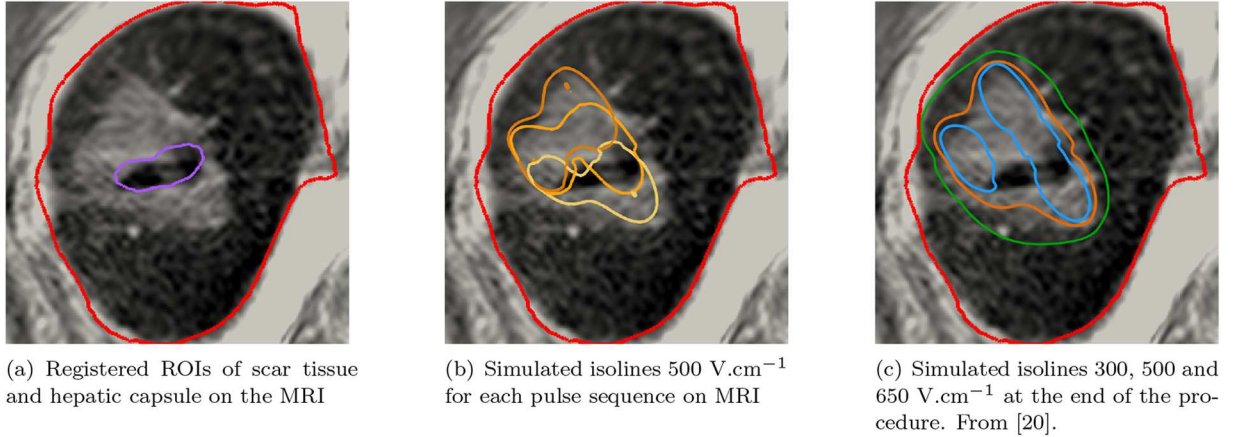 (a) Registered ROIs of scar tissue
and hepatic capsule on the MRI
(b) Simulated isolines 500 V.cm⁻¹
for each pulse sequence on MRI
(c) Simulated isolines 300, 500 and
650 V.cm⁻¹ at the end of the pro-
cedure. From [20].